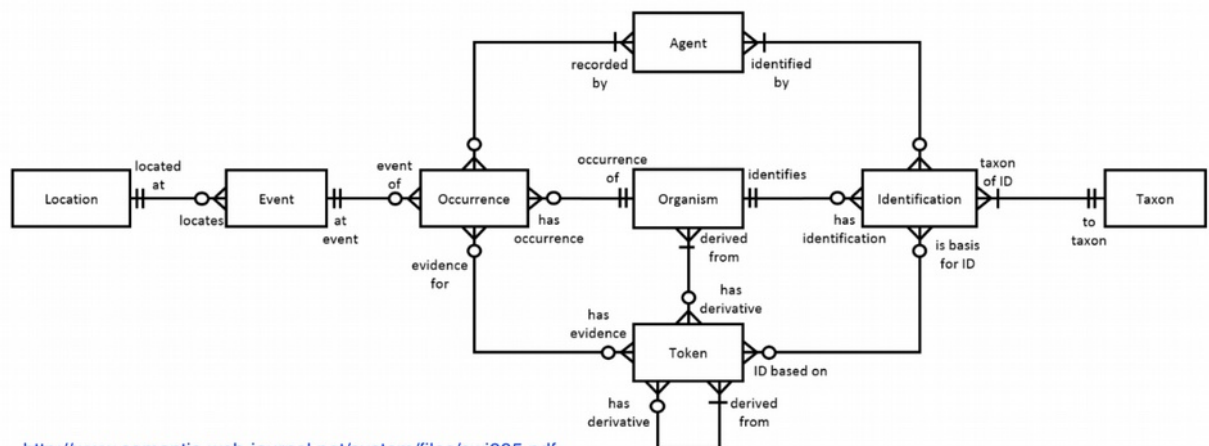 Agent
recorded
by
identified
by
Location
located
at
locates
Event
at
event
event
of
Occurrence
has
occurrence
occurrence
of
Organism
identifies
has
identification
Identification
taxon
of ID
to
taxon
Taxon
evidence
for
derived
from
is basis
for ID
has
derivative
has
evidence
Token
ID based on
has
derivative
derived
from